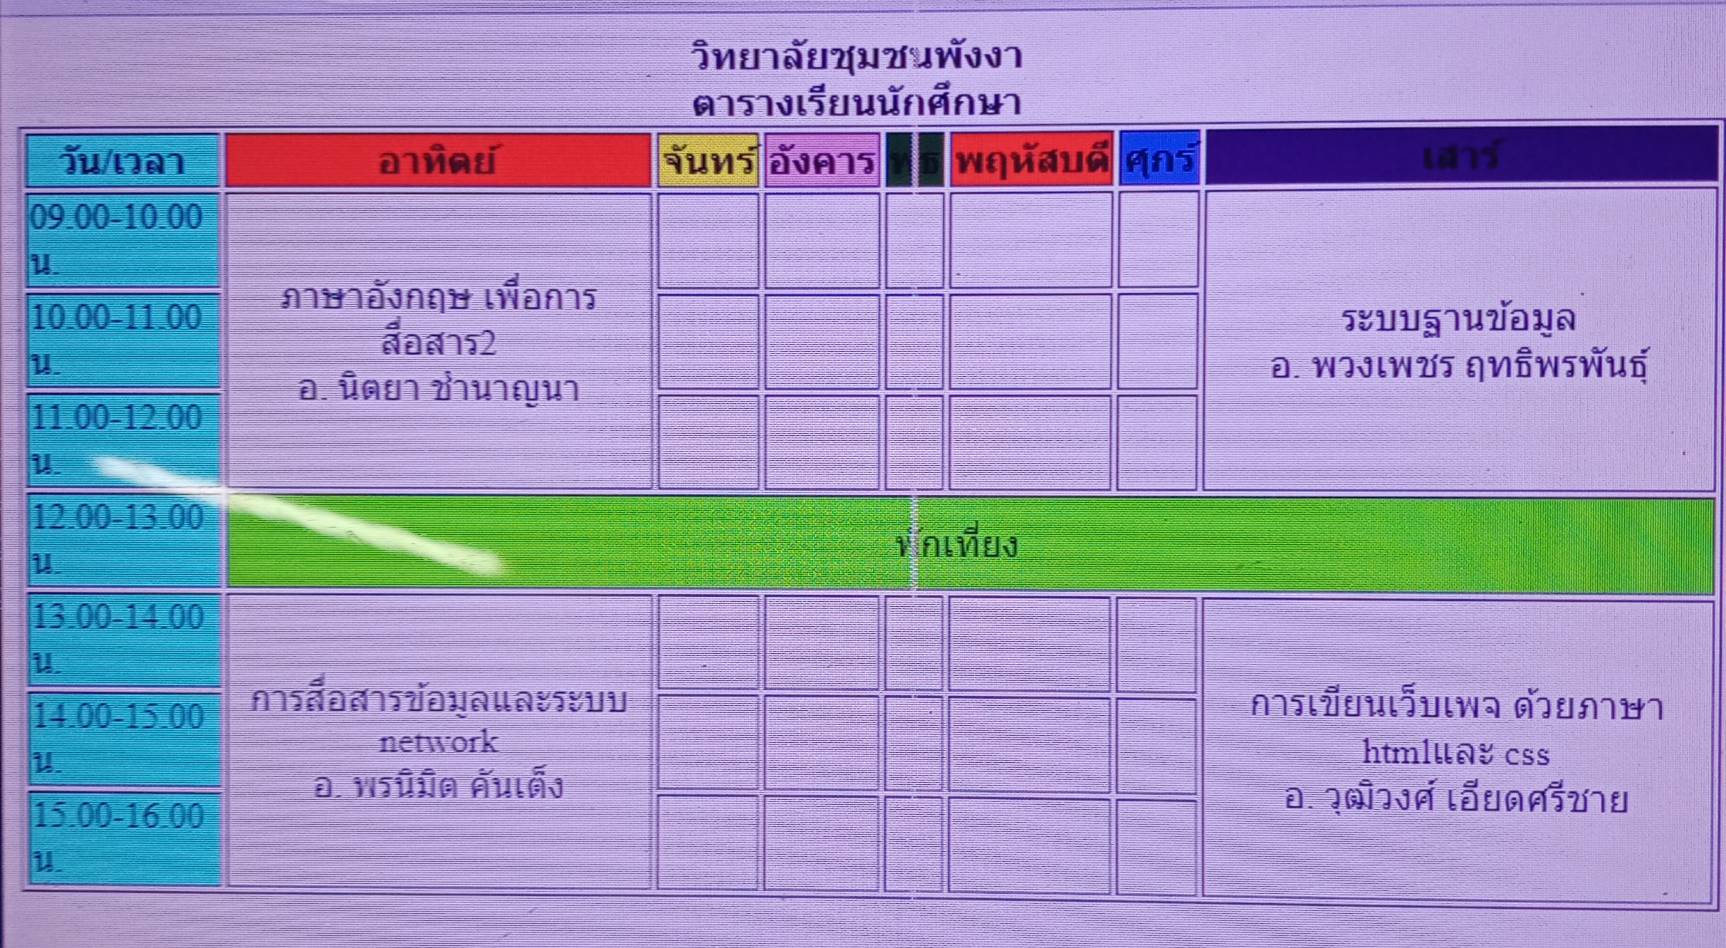 วิทยาลัยชุมชนพังงา
ตารางเรียนนักศึกษา
วัน/เวลา อาทิตย์ จันทร์ อังคาร พุธ พฤหัสบดี ศุกร์ เสาร์
09.00-10.00
น.
ภาษาอังกฤษ เพื่อการ
สื่อสาร2
อ. นิตยา ชำนาญนา
ระบบฐานข้อมูล
อ. พวงเพชร ฤทธิพรพันธุ์
10.00-11.00
น.
11.00-12.00
น.
12.00-13.00
น.
พักเที่ยง
13.00-14.00
น.
การสื่อสารข้อมูลและระบบ
network
อ. พรนิมิต คันเต็ง
การเขียนเว็บเพจ ด้วยภาษา
htmlและ css
อ. วุฒิวงศ์ เอียดศรีชาย
14.00-15.00
น.
15.00-16.00
น.